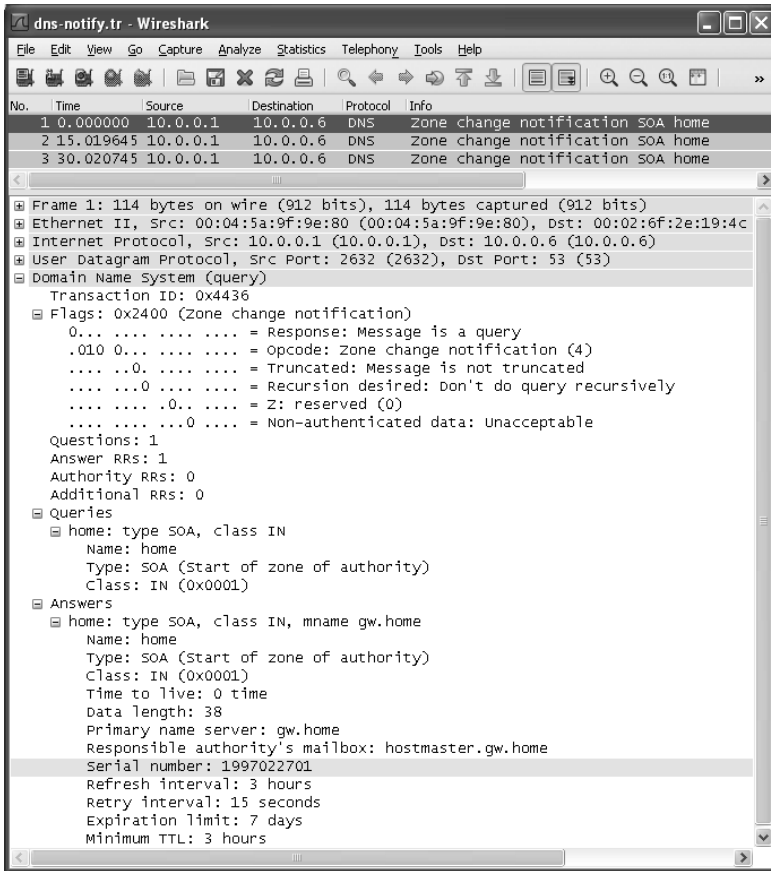 dns-notify.tr - Wireshark
File Edit View Go Capture Analyze Statistics Telephony Tools Help
No. Time Source Destination Protocol Info
1 0.000000 10.0.0.1 10.0.0.6 DNS Zone change notification SOA home
2 15.019645 10.0.0.1 10.0.0.6 DNS Zone change notification SOA home
3 30.020745 10.0.0.1 10.0.0.6 DNS Zone change notification SOA home
Frame 1: 114 bytes on wire (912 bits), 114 bytes captured (912 bits)
Ethernet II, Src: 00:04:5a:9f:9e:80 (00:04:5a:9f:9e:80), Dst: 00:02:6f:2e:19:4c
Internet Protocol, Src: 10.0.0.1 (10.0.0.1), Dst: 10.0.0.6 (10.0.0.6)
User Datagram Protocol, Src Port: 2632 (2632), Dst Port: 53 (53)
Domain Name System (query)
Transaction ID: 0x4436
Flags: 0x2400 (Zone change notification)
0... .... .... .... = Response: Message is a query
.010 0... .... .... = Opcode: Zone change notification (4)
.... ..0. .... .... = Truncated: Message is not truncated
.... ...0 .... .... = Recursion desired: Don't do query recursively
.... .... .0.. .... = Z: reserved (0)
.... .... ...0 .... = Non-authenticated data: Unacceptable
Questions: 1
Answer RRs: 1
Authority RRs: 0
Additional RRs: 0
Queries
home: type SOA, class IN
Name: home
Type: SOA (Start of zone of authority)
Class: IN (0x0001)
Answers
home: type SOA, class IN, mname gw.home
Name: home
Type: SOA (Start of zone of authority)
Class: IN (0x0001)
Time to live: 0 time
Data length: 38
Primary name server: gw.home
Responsible authority's mailbox: hostmaster.gw.home
Serial number: 1997022701
Refresh interval: 3 hours
Retry interval: 15 seconds
Expiration limit: 7 days
Minimum TTL: 3 hours